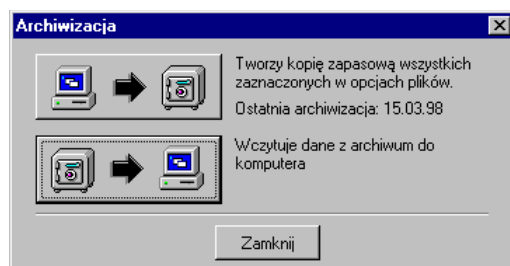 Archiwizacja
Tworzy kopię zapasową wszystkich
zaznaczonych w opcjach plików.
Ostatnia archiwizacja: 15.03.98
Wczytuje dane z archiwum do
komputera
Zamknij